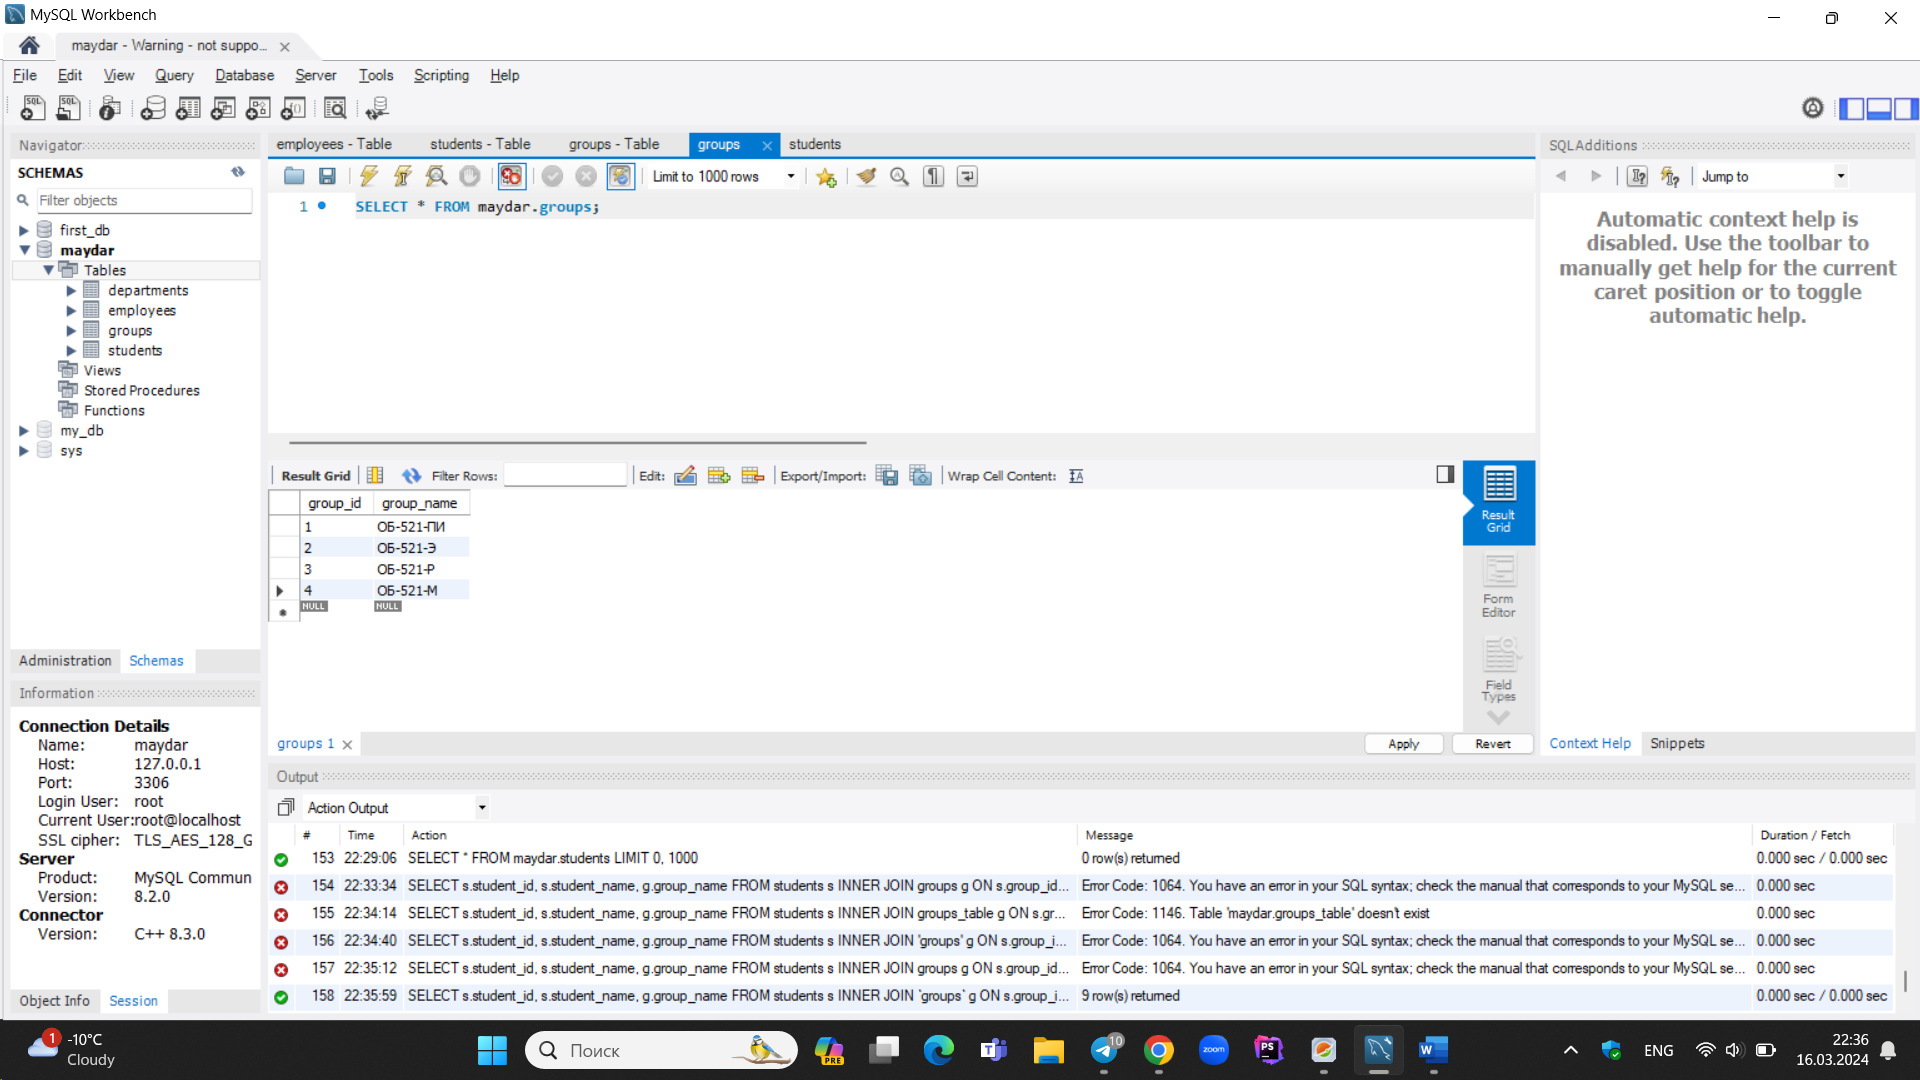 MySQL Workbench
maydar - Warning - not suppo...
File Edit View Query Database Server Tools Scripting Help
Navigator
SCHEMAS
Filter objects
first_db
maydar
Tables
departments
employees
groups
students
Views
Stored Procedures
Functions
my_db
sys
Administration Schemas
Information
Connection Details
Name: maydar
Host: 127.0.0.1
Port: 3306
Login User: root
Current User:root@localhost
SSL cipher: TLS_AES_128_G
Server
Product: MySQL Commun
Version: 8.2.0
Connector
Version: C++ 8.3.0
Object Info Session
employees - Table students - Table groups - Table groups students
Limit to 1000 rows
1 SELECT * FROM maydar.groups;
Result Grid Filter Rows: Edit: Export/Import: Wrap Cell Content:
group_id group_name
1 ОБ-521-ПИ
2 ОБ-521-Э
3 ОБ-521-Р
4 ОБ-521-М
NULL NULL
Result
Grid
Form
Editor
Field
Types
groups 1
Apply Revert
SQLAdditions
Jump to
Automatic context help is
disabled. Use the toolbar to
manually get help for the current
caret position or to toggle
automatic help.
Context Help Snippets
Output
Action Output
# Time Action Message Duration / Fetch
153 22:29:06 SELECT * FROM maydar.students LIMIT 0, 1000 0 row(s) returned 0.000 sec / 0.000 sec
154 22:33:34 SELECT s.student_id, s.student_name, g.group_name FROM students s INNER JOIN groups g ON s.group_id... Error Code: 1064. You have an error in your SQL syntax; check the manual that corresponds to your MySQL se... 0.000 sec
155 22:34:14 SELECT s.student_id, s.student_name, g.group_name FROM students s INNER JOIN groups_table g ON s.gr... Error Code: 1146. Table 'maydar.groups_table' doesn't exist 0.000 sec
156 22:34:40 SELECT s.student_id, s.student_name, g.group_name FROM students s INNER JOIN 'groups' g ON s.group_i... Error Code: 1064. You have an error in your SQL syntax; check the manual that corresponds to your MySQL se... 0.000 sec
157 22:35:12 SELECT s.student_id, s.student_name, g.group_name FROM students s INNER JOIN groups g ON s.group_id... Error Code: 1064. You have an error in your SQL syntax; check the manual that corresponds to your MySQL se... 0.000 sec
158 22:35:59 SELECT s.student_id, s.student_name, g.group_name FROM students s INNER JOIN `groups` g ON s.group_i... 9 row(s) returned 0.000 sec / 0.000 sec
1
-10°C
Cloudy
Поиск
PRE
10
zoom
PS
W
ENG
22:36
16.03.2024